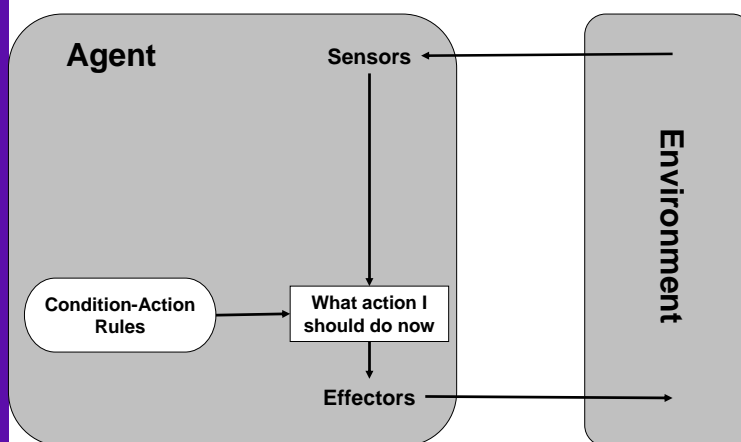 Agent
Sensors
Environment
Condition-Action
Rules
What action I
should do now
Effectors